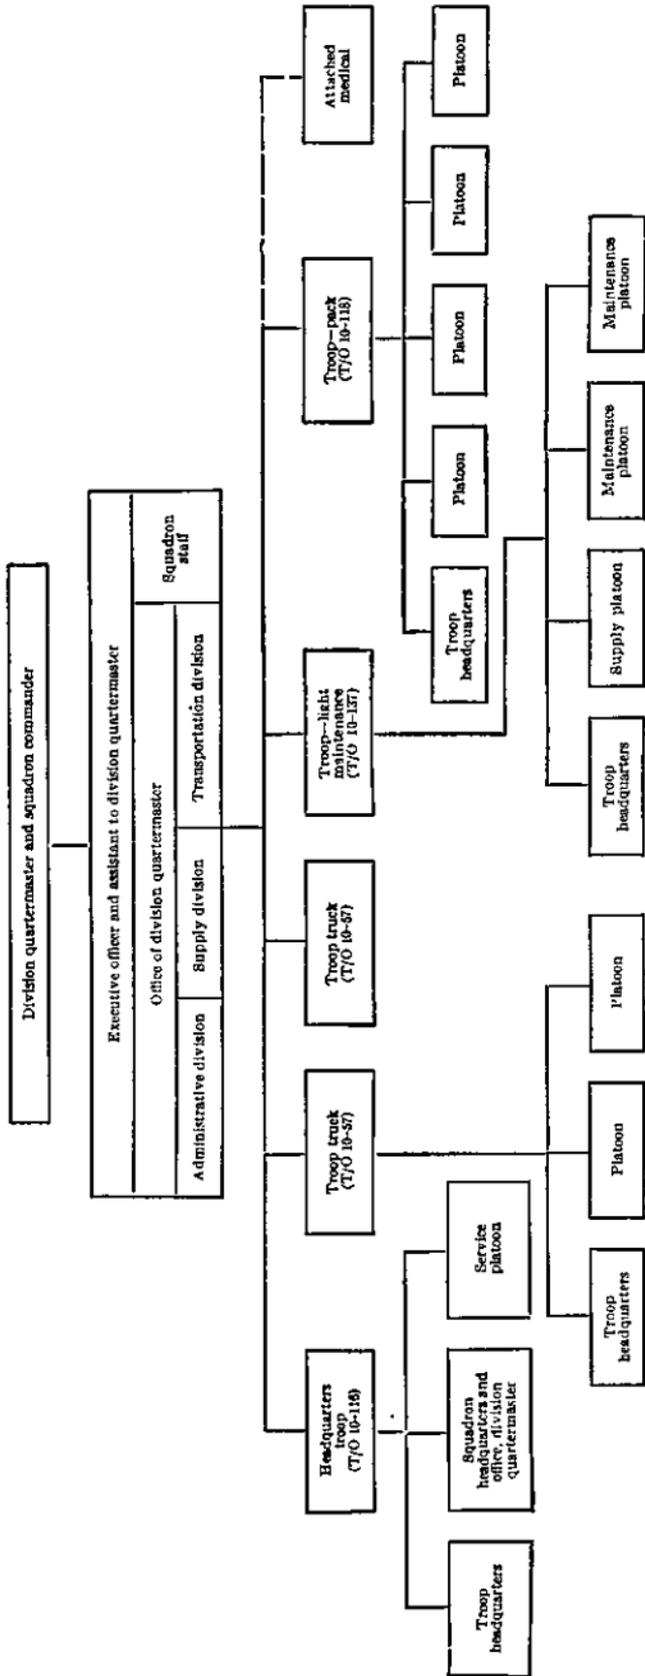 Division quartermaster and squadron commander
Executive officer and assistant to division quartermaster
Office of division quartermaster
Squadron
staff
Administrative division
Supply division
Transportation division
Headquarters
troop
(T/O 10-116)
Troop truck
(T/O 10-57)
Troop truck
(T/O 10-57)
Troop—light
maintenance
(T/O 10-137)
Troop—pack
(T/O 10-118)
Attached
medical
Troop
headquarters
Squadron
headquarters and
office, division
quartermaster
Service
platoon
Troop
headquarters
Platoon
Platoon
Platoon
Platoon
Troop
headquarters
Platoon
Platoon
Troop
headquarters
Supply platoon
Maintenance
platoon
Maintenance
platoon